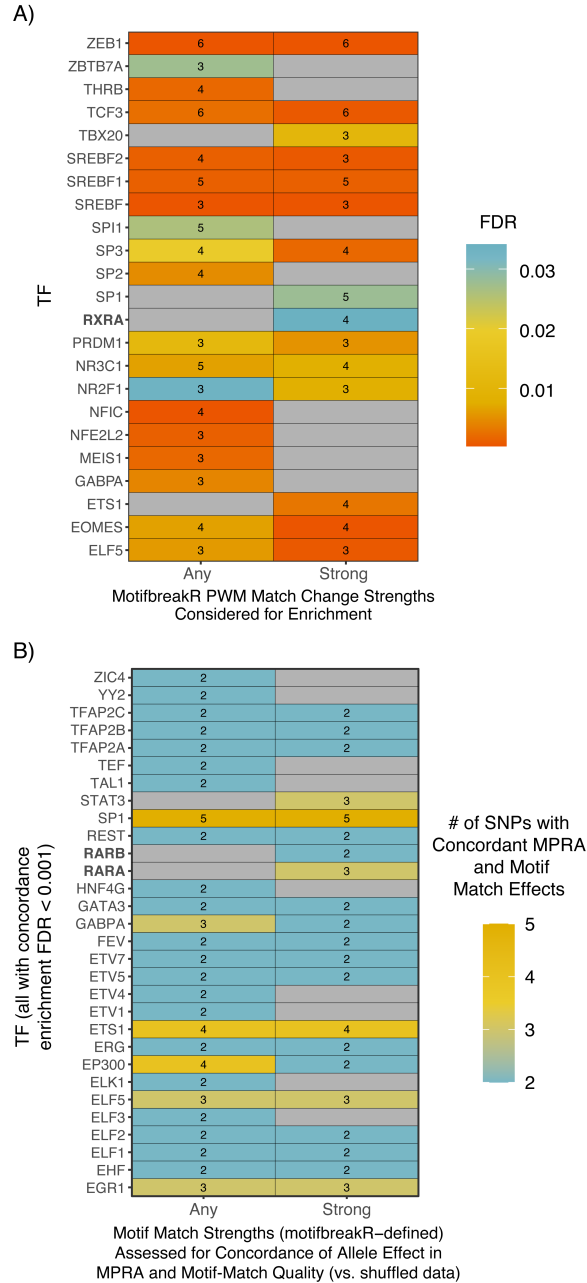 A)
ZEB1 6 6
ZBTB7A 3
THRB 4
TCF3 6 6
TBX20 3
SREBF2 4 3
SREBF1 5 5
SREBF 3 3
SPI1 5
SP3 4 4
SP2 4
SP1 5
RXRA 4
PRDM1 3 3
NR3C1 5 4
NR2F1 3 3
NFIC 4
NFE2L2 3
MEIS1 3
GABPA 3
ETS1 4
EOMES 4 4
ELF5 3 3
TF
Any Strong
MotifbreakR PWM Match Change Strengths
Considered for Enrichment
FDR
0.03
0.02
0.01
B)
ZIC4 2
YY2 2
TFAP2C 2 2
TFAP2B 2 2
TFAP2A 2 2
TEF 2
TAL1 2
STAT3 3
SP1 5 5
REST 2 2
RARB 2
RARA 3
HNF4G 2
GATA3 2 2
GABPA 3 2
FEV 2 2
ETV7 2 2
ETV5 2 2
ETV4 2
ETV1 2
ETS1 4 4
ERG 2 2
EP300 4 2
ELK1 2
ELF5 3 3
ELF3 2
ELF2 2 2
ELF1 2 2
EHF 2 2
EGR1 3 3
TF (all with concordance
enrichment FDR < 0.001)
Any Strong
Motif Match Strengths (motifbreakR−defined)
Assessed for Concordance of Allele Effect in
MPRA and Motif−Match Quality (vs. shuffled data)
# of SNPs with
Concordant MPRA
and Motif
Match Effects
5
4
3
2